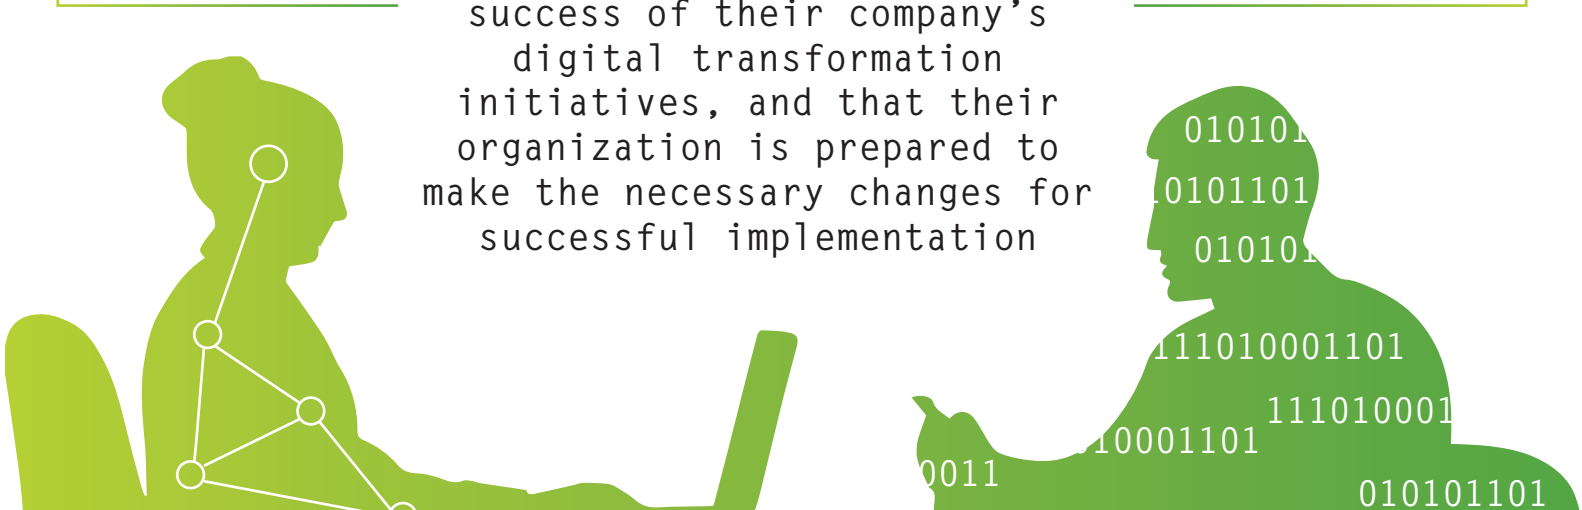 success of their company’s
digital transformation
initiatives, and that their
organization is prepared to
make the necessary changes for
successful implementation
010101
0101101
010101
111010001101
111010001
10001101
0011
010101101